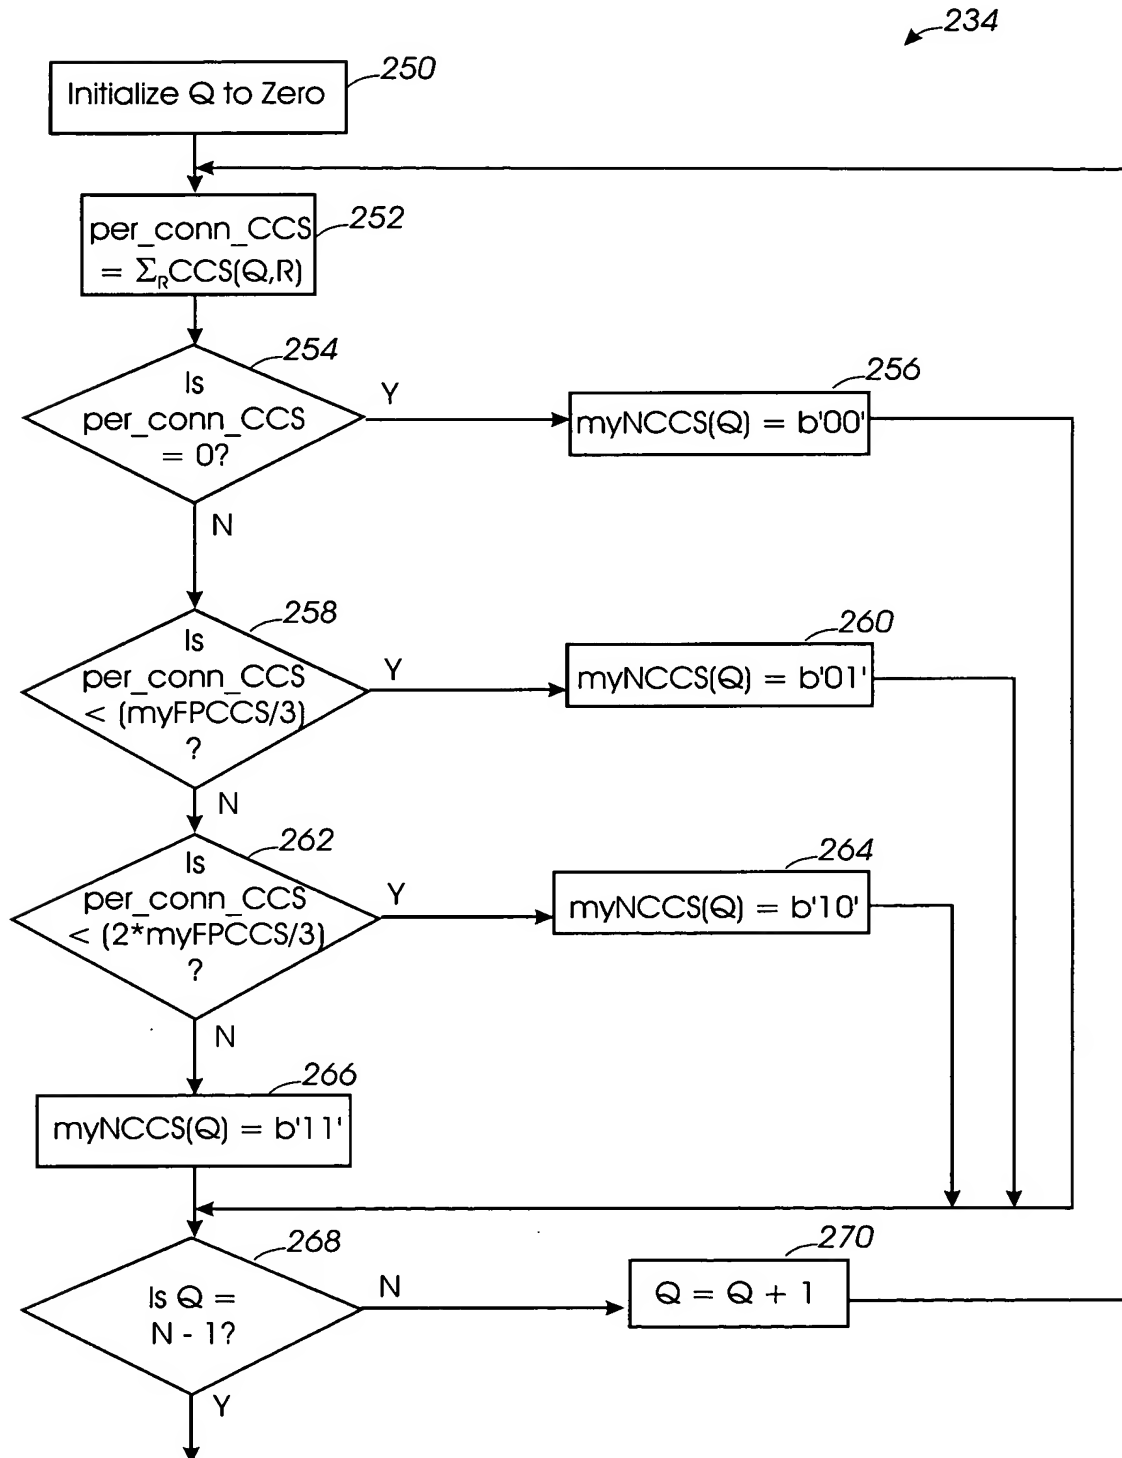 234
250
Initialize Q to Zero
252
per_conn_CCS
= ΣRCCS(Q,R)
254
Is
per_conn_CCS
= 0?
Y
256
myNCCS(Q) = b'00'
N
258
Is
per_conn_CCS
< (myFPCCS/3)
?
Y
260
myNCCS(Q) = b'01'
N
262
Is
per_conn_CCS
< (2*myFPCCS/3)
?
Y
264
myNCCS(Q) = b'10'
N
266
myNCCS(Q) = b'11'
268
Is Q =
N - 1?
N
270
Q = Q + 1
Y